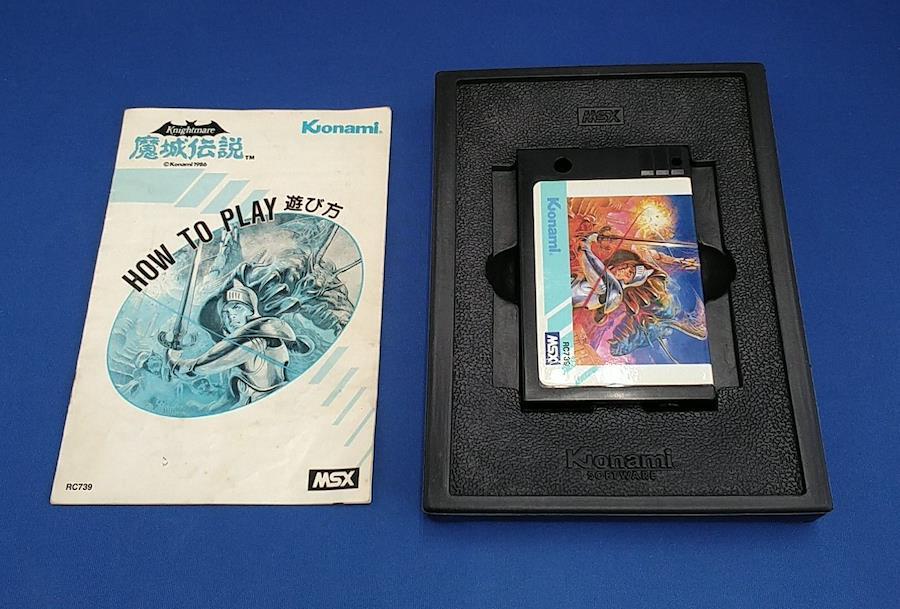 Knightmare
Konami®
魔城伝説™
©Konami 1986
HOW TO PLAY 遊び方
RC739
MSX
MSX
Konami®
RC739
MSX
Konami
SOFTWARE